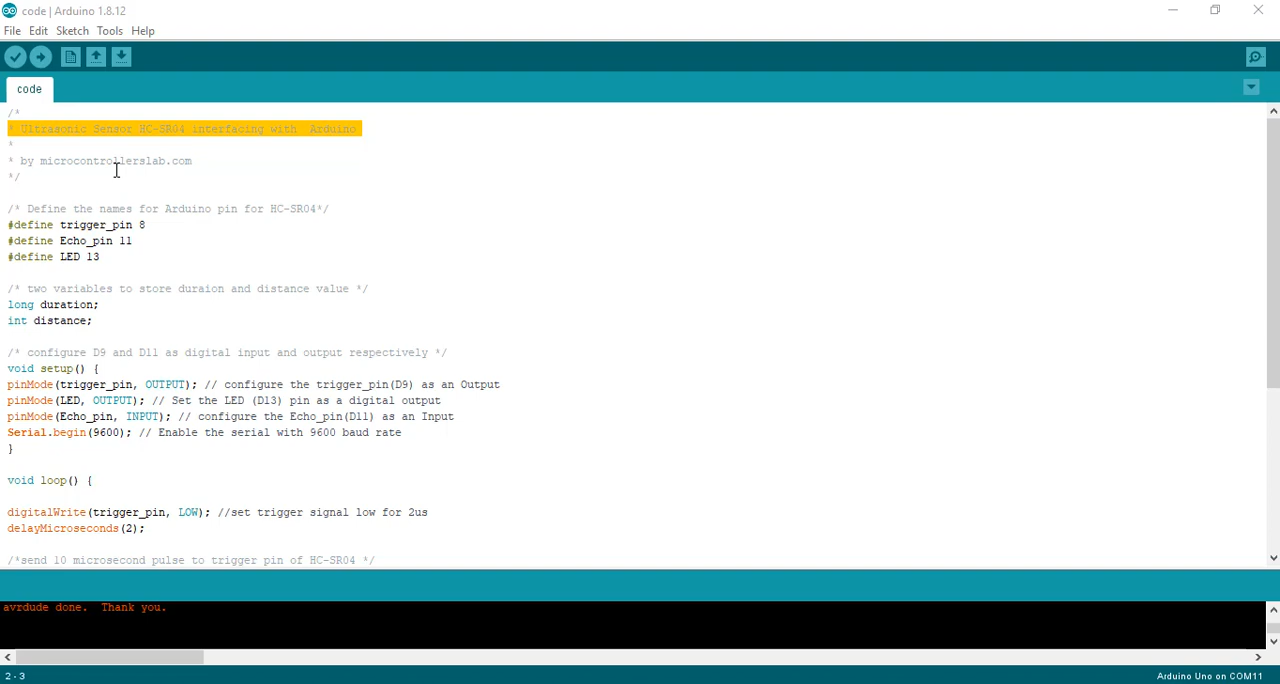 code | Arduino 1.8.12
File Edit Sketch Tools Help
code
/*
* Ultrasonic Sensor HC-SR04 interfacing with  Arduino
*
* by microcontrollerslab.com
*/
/* Define the names for Arduino pin for HC-SR04*/
#define trigger_pin 8
#define Echo_pin 11
#define LED 13
/* two variables to store duraion and distance value */
long duration;
int distance;
/* configure D9 and D11 as digital input and output respectively */
void setup() {
pinMode(trigger_pin, OUTPUT); // configure the trigger_pin(D9) as an Output
pinMode(LED, OUTPUT); // Set the LED (D13) pin as a digital output
pinMode(Echo_pin, INPUT); // configure the Echo_pin(D11) as an Input
Serial.begin(9600); // Enable the serial with 9600 baud rate
}
void loop() {
digitalWrite(trigger_pin, LOW); //set trigger signal low for 2us
delayMicroseconds(2);
/*send 10 microsecond pulse to trigger pin of HC-SR04 */
avrdude done.  Thank you.
2 - 3
Arduino Uno on COM11